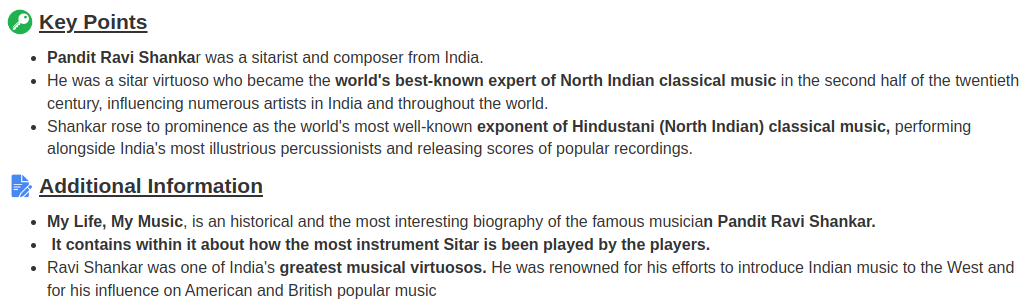 Key Points
Pandit Ravi Shankar was a sitarist and composer from India.
He was a sitar virtuoso who became the world's best-known expert of North Indian classical music in the second half of the twentieth
century, influencing numerous artists in India and throughout the world.
Shankar rose to prominence as the world's most well-known exponent of Hindustani (North Indian) classical music, performing
alongside India's most illustrious percussionists and releasing scores of popular recordings.
Additional Information
My Life, My Music, is an historical and the most interesting biography of the famous musician Pandit Ravi Shankar.
It contains within it about how the most instrument Sitar is been played by the players.
Ravi Shankar was one of India's greatest musical virtuosos. He was renowned for his efforts to introduce Indian music to the West and
for his influence on American and British popular music